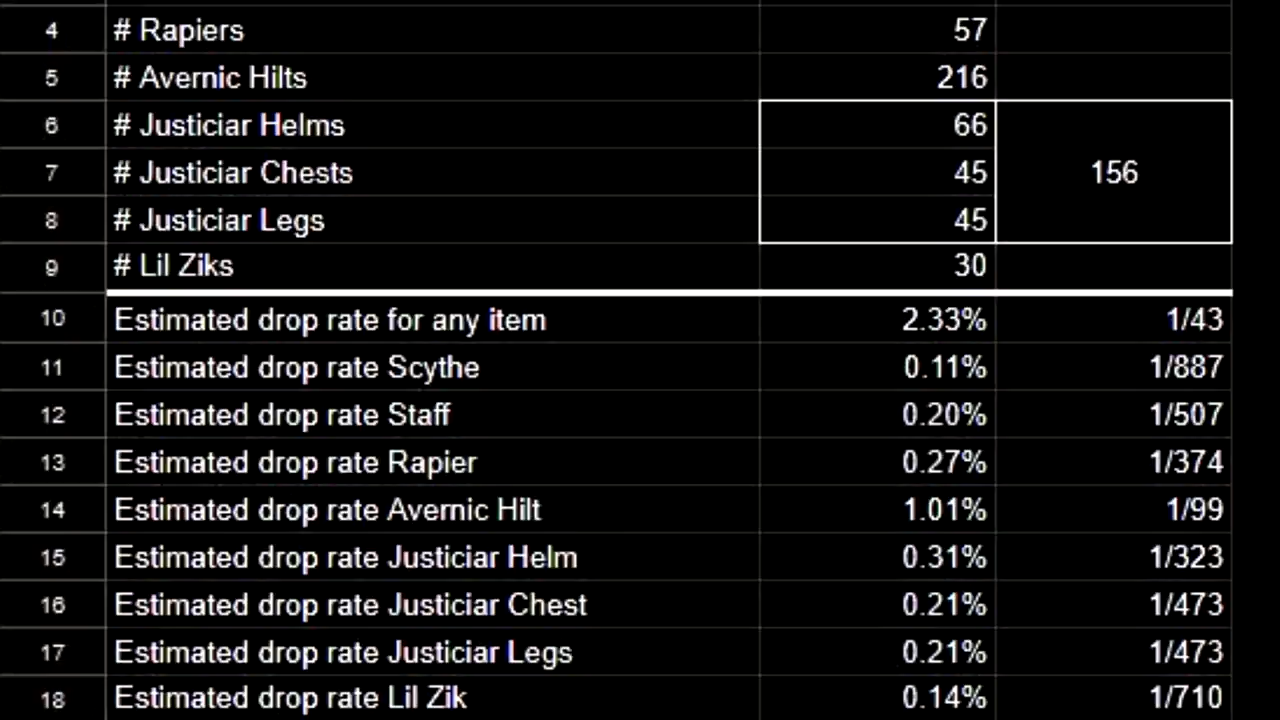 4 # Rapiers 57
5 # Avernic Hilts 216
6 # Justiciar Helms 66
7 # Justiciar Chests 45 156
8 # Justiciar Legs 45
9 # Lil Ziks 30
10 Estimated drop rate for any item 2.33% 1/43
11 Estimated drop rate Scythe 0.11% 1/887
12 Estimated drop rate Staff 0.20% 1/507
13 Estimated drop rate Rapier 0.27% 1/374
14 Estimated drop rate Avernic Hilt 1.01% 1/99
15 Estimated drop rate Justiciar Helm 0.31% 1/323
16 Estimated drop rate Justiciar Chest 0.21% 1/473
17 Estimated drop rate Justiciar Legs 0.21% 1/473
18 Estimated drop rate Lil Zik 0.14% 1/710